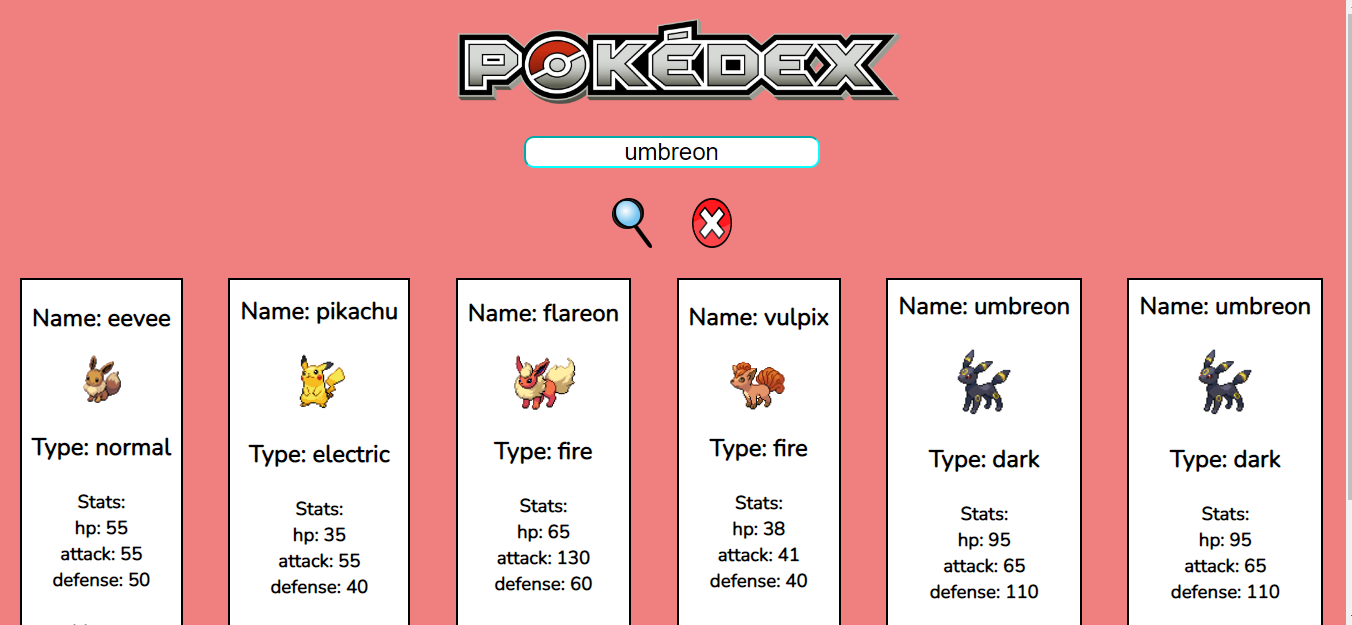 POKÉDEX
umbreon
Name: eevee
Type: normal
Stats:
hp: 55
attack: 55
defense: 50
Name: pikachu
Type: electric
Stats:
hp: 35
attack: 55
defense: 40
Name: flareon
Type: fire
Stats:
hp: 65
attack: 130
defense: 60
Name: vulpix
Type: fire
Stats:
hp: 38
attack: 41
defense: 40
Name: umbreon
Type: dark
Stats:
hp: 95
attack: 65
defense: 110
Name: umbreon
Type: dark
Stats:
hp: 95
attack: 65
defense: 110